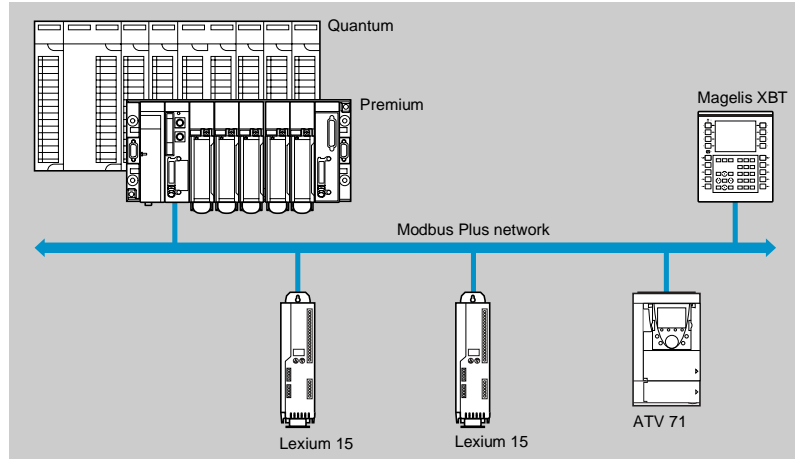 Quantum
Premium
Magelis XBT
Modbus Plus network
Lexium 15
Lexium 15
ATV 71